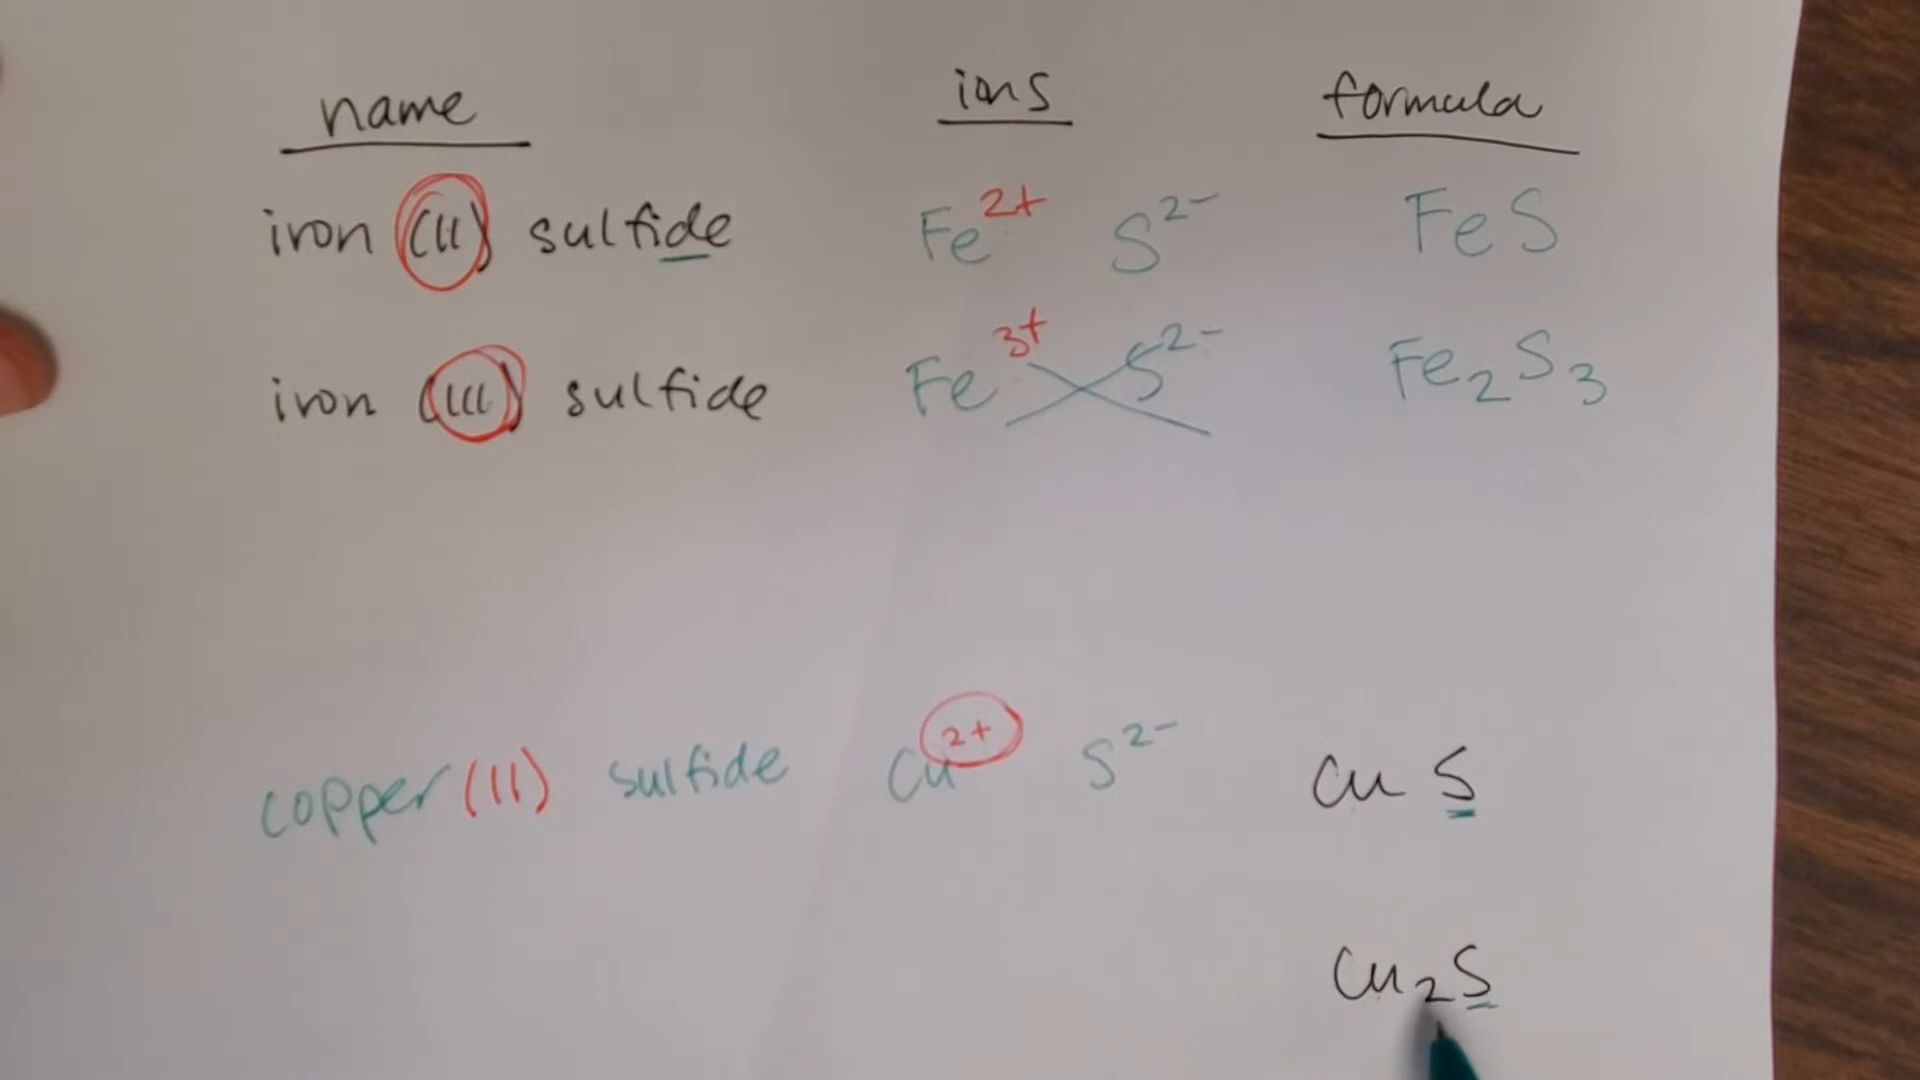 name ions formula
iron (II) sulfide Fe²⁺ S²⁻ FeS
iron (III) sulfide Fe³⁺ S²⁻ Fe₂S₃
copper (II) sulfide Cu²⁺ S²⁻ CuS
Cu₂S